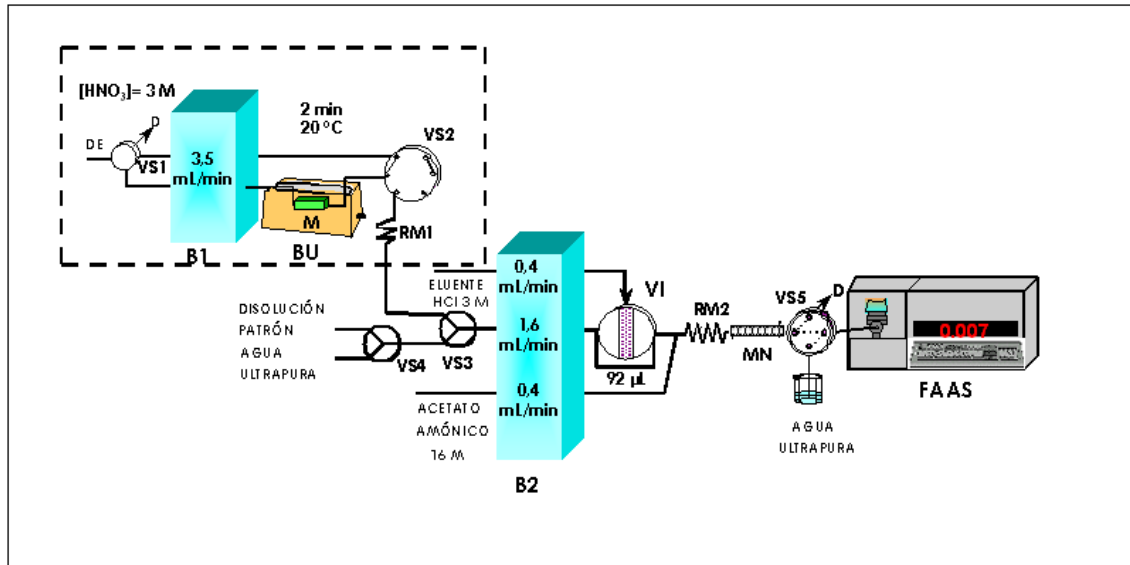 [HNO₃]= 3 M
2 min
20 ºC
VS2
D
DE
VS1
3,5
mL/min
M
BU
B1
RM1
0,4
mL/min
ELUENTE
HCl 3 M
VI
RM2
VS5
D
0.007
DISOLUCIÓN
PATRÓN
AGUA
ULTRAPURA
VS4
VS3
1,6
mL/min
92 µL
MN
FAAS
0,4
mL/min
ACETATO
AMÓNICO
16 M
AGUA
ULTRAPURA
B2